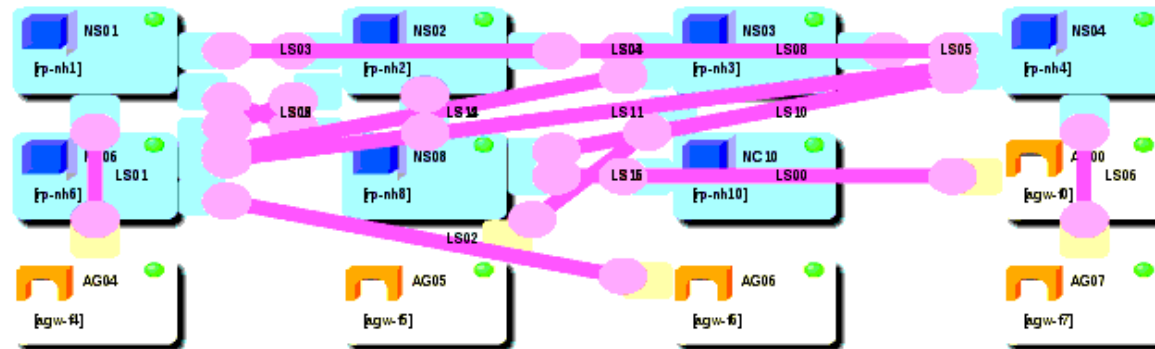 NS01
NS02
NS03
NS04
LS03
LS08
LS05
[rp-nh1]
[rp-nh2]
[rp-nh3]
[rp-nh4]
LS11
LS10
NS08
NC10
LS01
LS00
LS06
[rp-nh6]
[rp-nh8]
[rp-nh10]
[agw-f0]
LS02
AG04
AG05
AG06
AG07
[agw-f4]
[agw-f5]
[agw-f6]
[agw-f7]